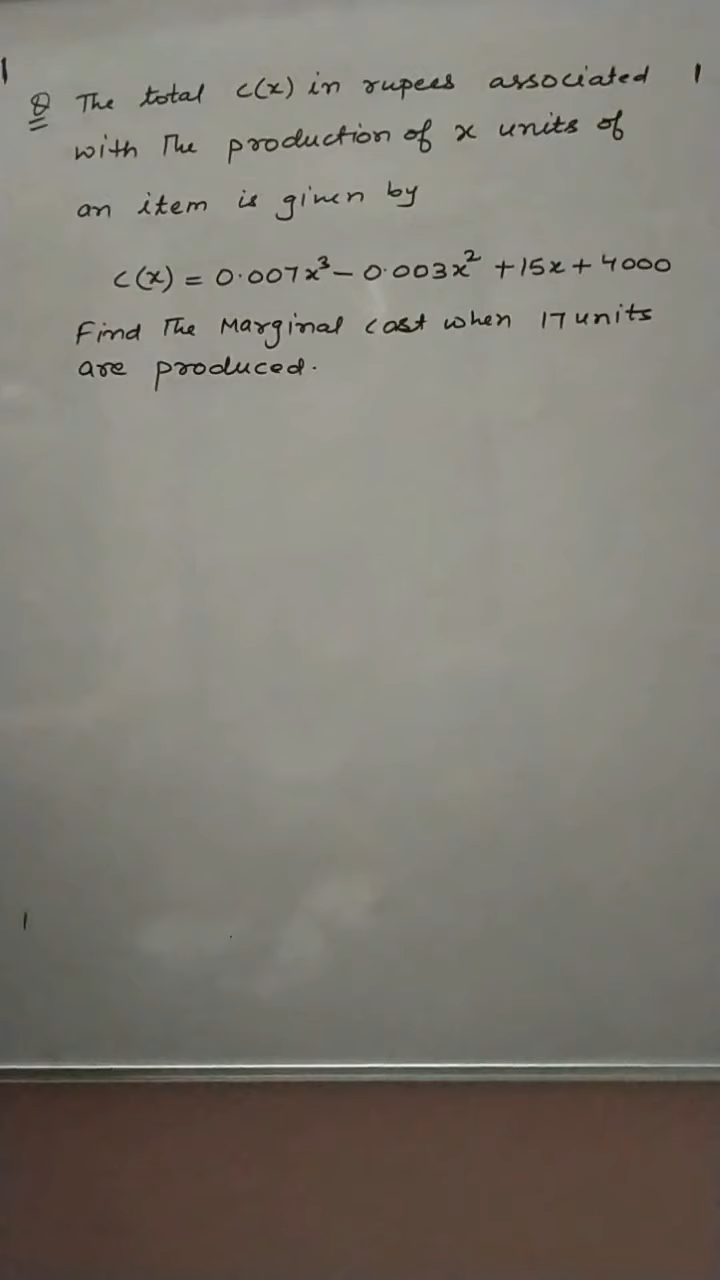 Q The total C(x) in rupees associated
with The production of x units of
an item is given by
C(x) = 0.007x³ - 0.003x² + 15x + 4000
Find The Marginal cost when 17 units
are produced.